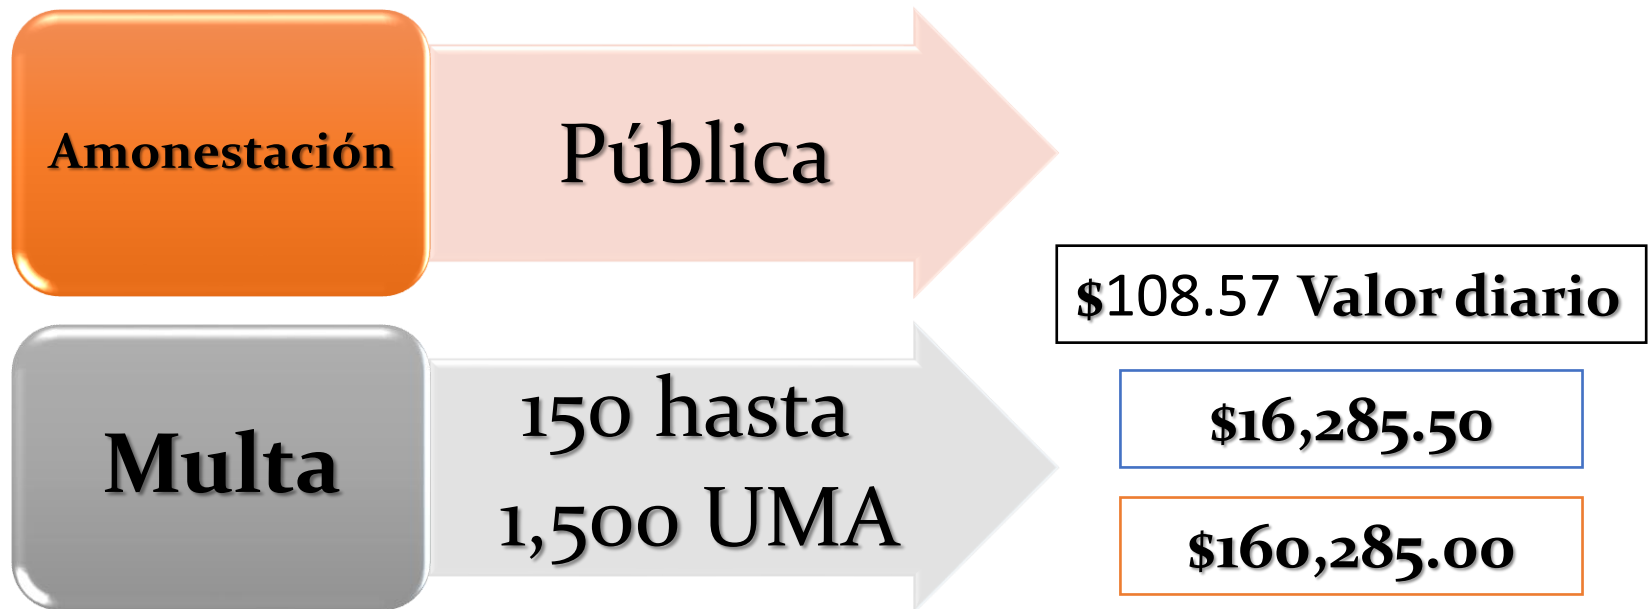 Amonestación
Pública
$108.57 Valor diario
Multa
150 hasta
1,500 UMA
$16,285.50
$160,285.00